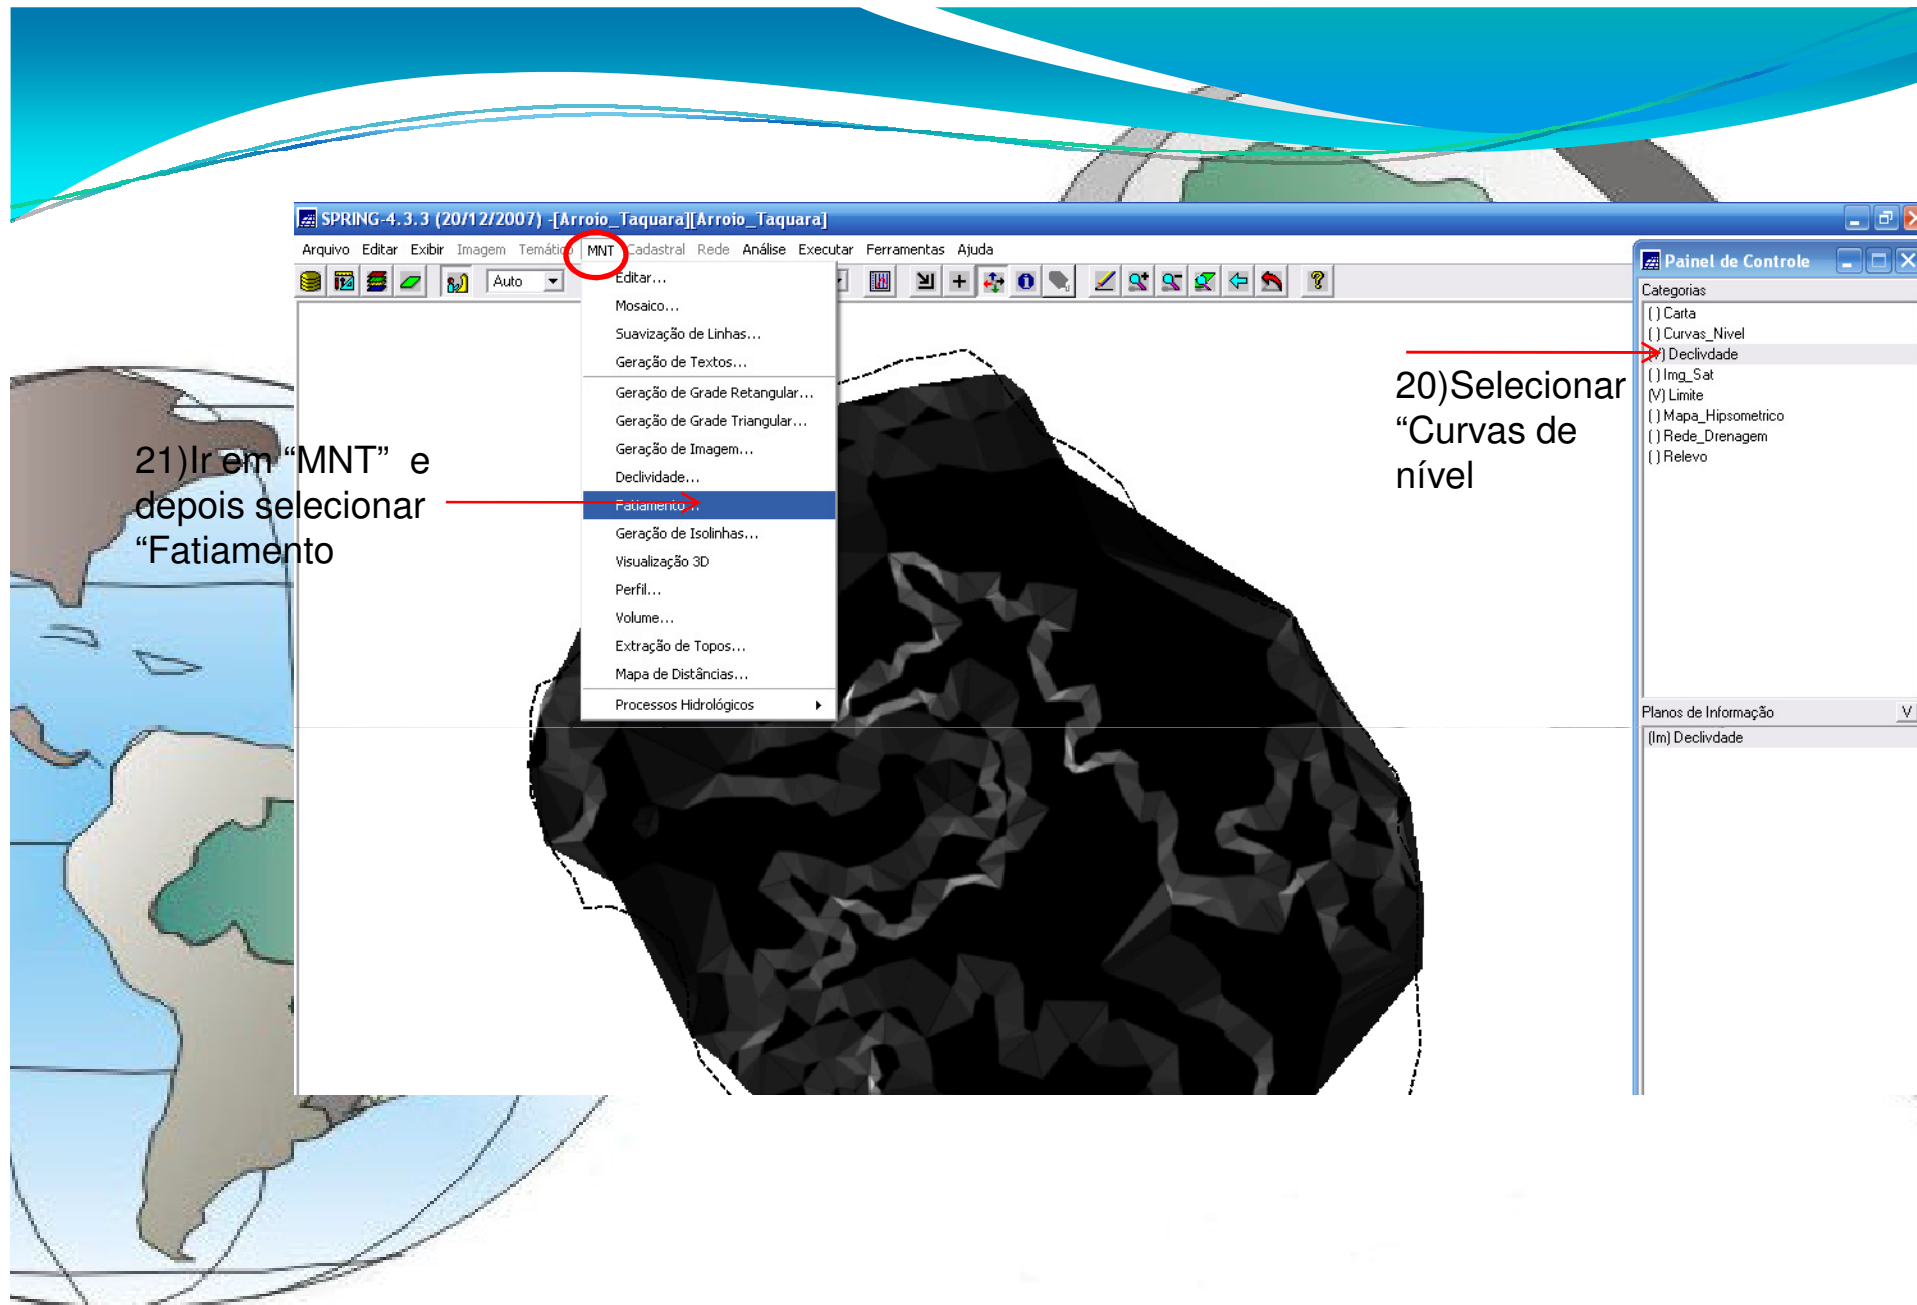 SPRING-4.3.3 (20/12/2007) -[Arroio_Taquara][Arroio_Taquara]
Arquivo Editar Exibir Imagem Temático MNT Cadastral Rede Análise Executar Ferramentas Ajuda
Auto
Editar...
Mosaico...
Suavização de Linhas...
Geração de Textos...
Geração de Grade Retangular...
Geração de Grade Triangular...
Geração de Imagem...
Declividade...
Fatiamento...
Geração de Isolinhas...
Visualização 3D
Perfil...
Volume...
Extração de Topos...
Mapa de Distâncias...
Processos Hidrológicos
21)Ir em “MNT” e
depois selecionar
“Fatiamento
20)Selecionar
“Curvas de
nível
Painel de Controle
Categorias
( ) Carta
( ) Curvas_Nivel
(V) Declivdade
( ) Img_Sat
(V) Limite
( ) Mapa_Hipsometrico
( ) Rede_Drenagem
( ) Relevo
Planos de Informação V
(Im) Declivdade